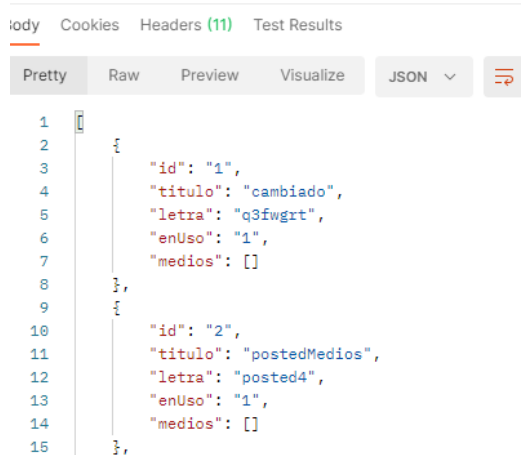 Body Cookies Headers (11) Test Results
Pretty Raw Preview Visualize JSON
1 [
2 {
3 "id": "1",
4 "titulo": "cambiado",
5 "letra": "q3fwgrt",
6 "enUso": "1",
7 "medios": []
8 },
9 {
10 "id": "2",
11 "titulo": "postedMedios",
12 "letra": "posted4",
13 "enUso": "1",
14 "medios": []
15 },